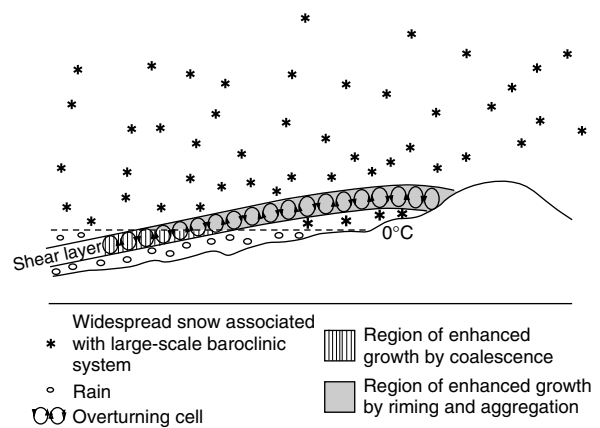 0°C
Shear layer
Widespread snow associated
with large-scale baroclinic
system
Rain
Overturning cell
Region of enhanced
growth by coalescence
Region of enhanced growth
by riming and aggregation